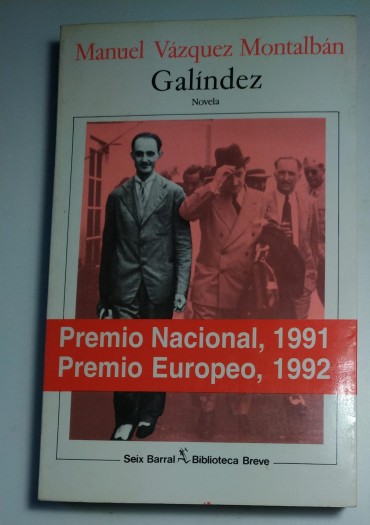 Manuel Vázquez Montalbán
Galíndez
Novela
Premio Nacional, 1991
Premio Europeo, 1992
Seix Barral Biblioteca Breve